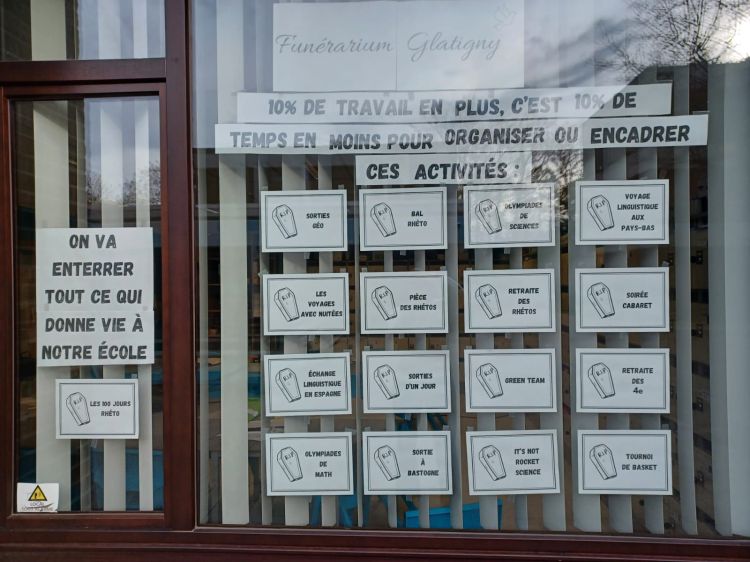 Funérarium Glatigny
10% DE TRAVAIL EN PLUS, C'EST 10% DE
TEMPS EN MOINS POUR ORGANISER OU ENCADRER
CES ACTIVITÉS :
ON VA
ENTERRER
TOUT CE QUI
DONNE VIE À
NOTRE ÉCOLE
R.I.P
LES 100 JOURS
RHÉTO
R.I.P
SORTIES
GÉO
R.I.P
BAL
RHÉTO
R.I.P
OLYMPIADES
DE
SCIENCES
R.I.P
VOYAGE
LINGUISTIQUE
AUX
PAYS-BAS
R.I.P
LES
VOYAGES
AVEC NUITÉES
R.I.P
PIÈCE
DES RHÉTOS
R.I.P
RETRAITE
DES
RHÉTOS
R.I.P
SOIRÉE
CABARET
R.I.P
ÉCHANGE
LINGUISTIQUE
EN ESPAGNE
R.I.P
SORTIES
D'UN JOUR
R.I.P
GREEN TEAM
R.I.P
RETRAITE
DES
4e
R.I.P
OLYMPIADES
DE
MATH
R.I.P
SORTIE
À
BASTOGNE
R.I.P
IT'S NOT
ROCKET
SCIENCE
R.I.P
TOURNOI
DE BASKET
LOCAL